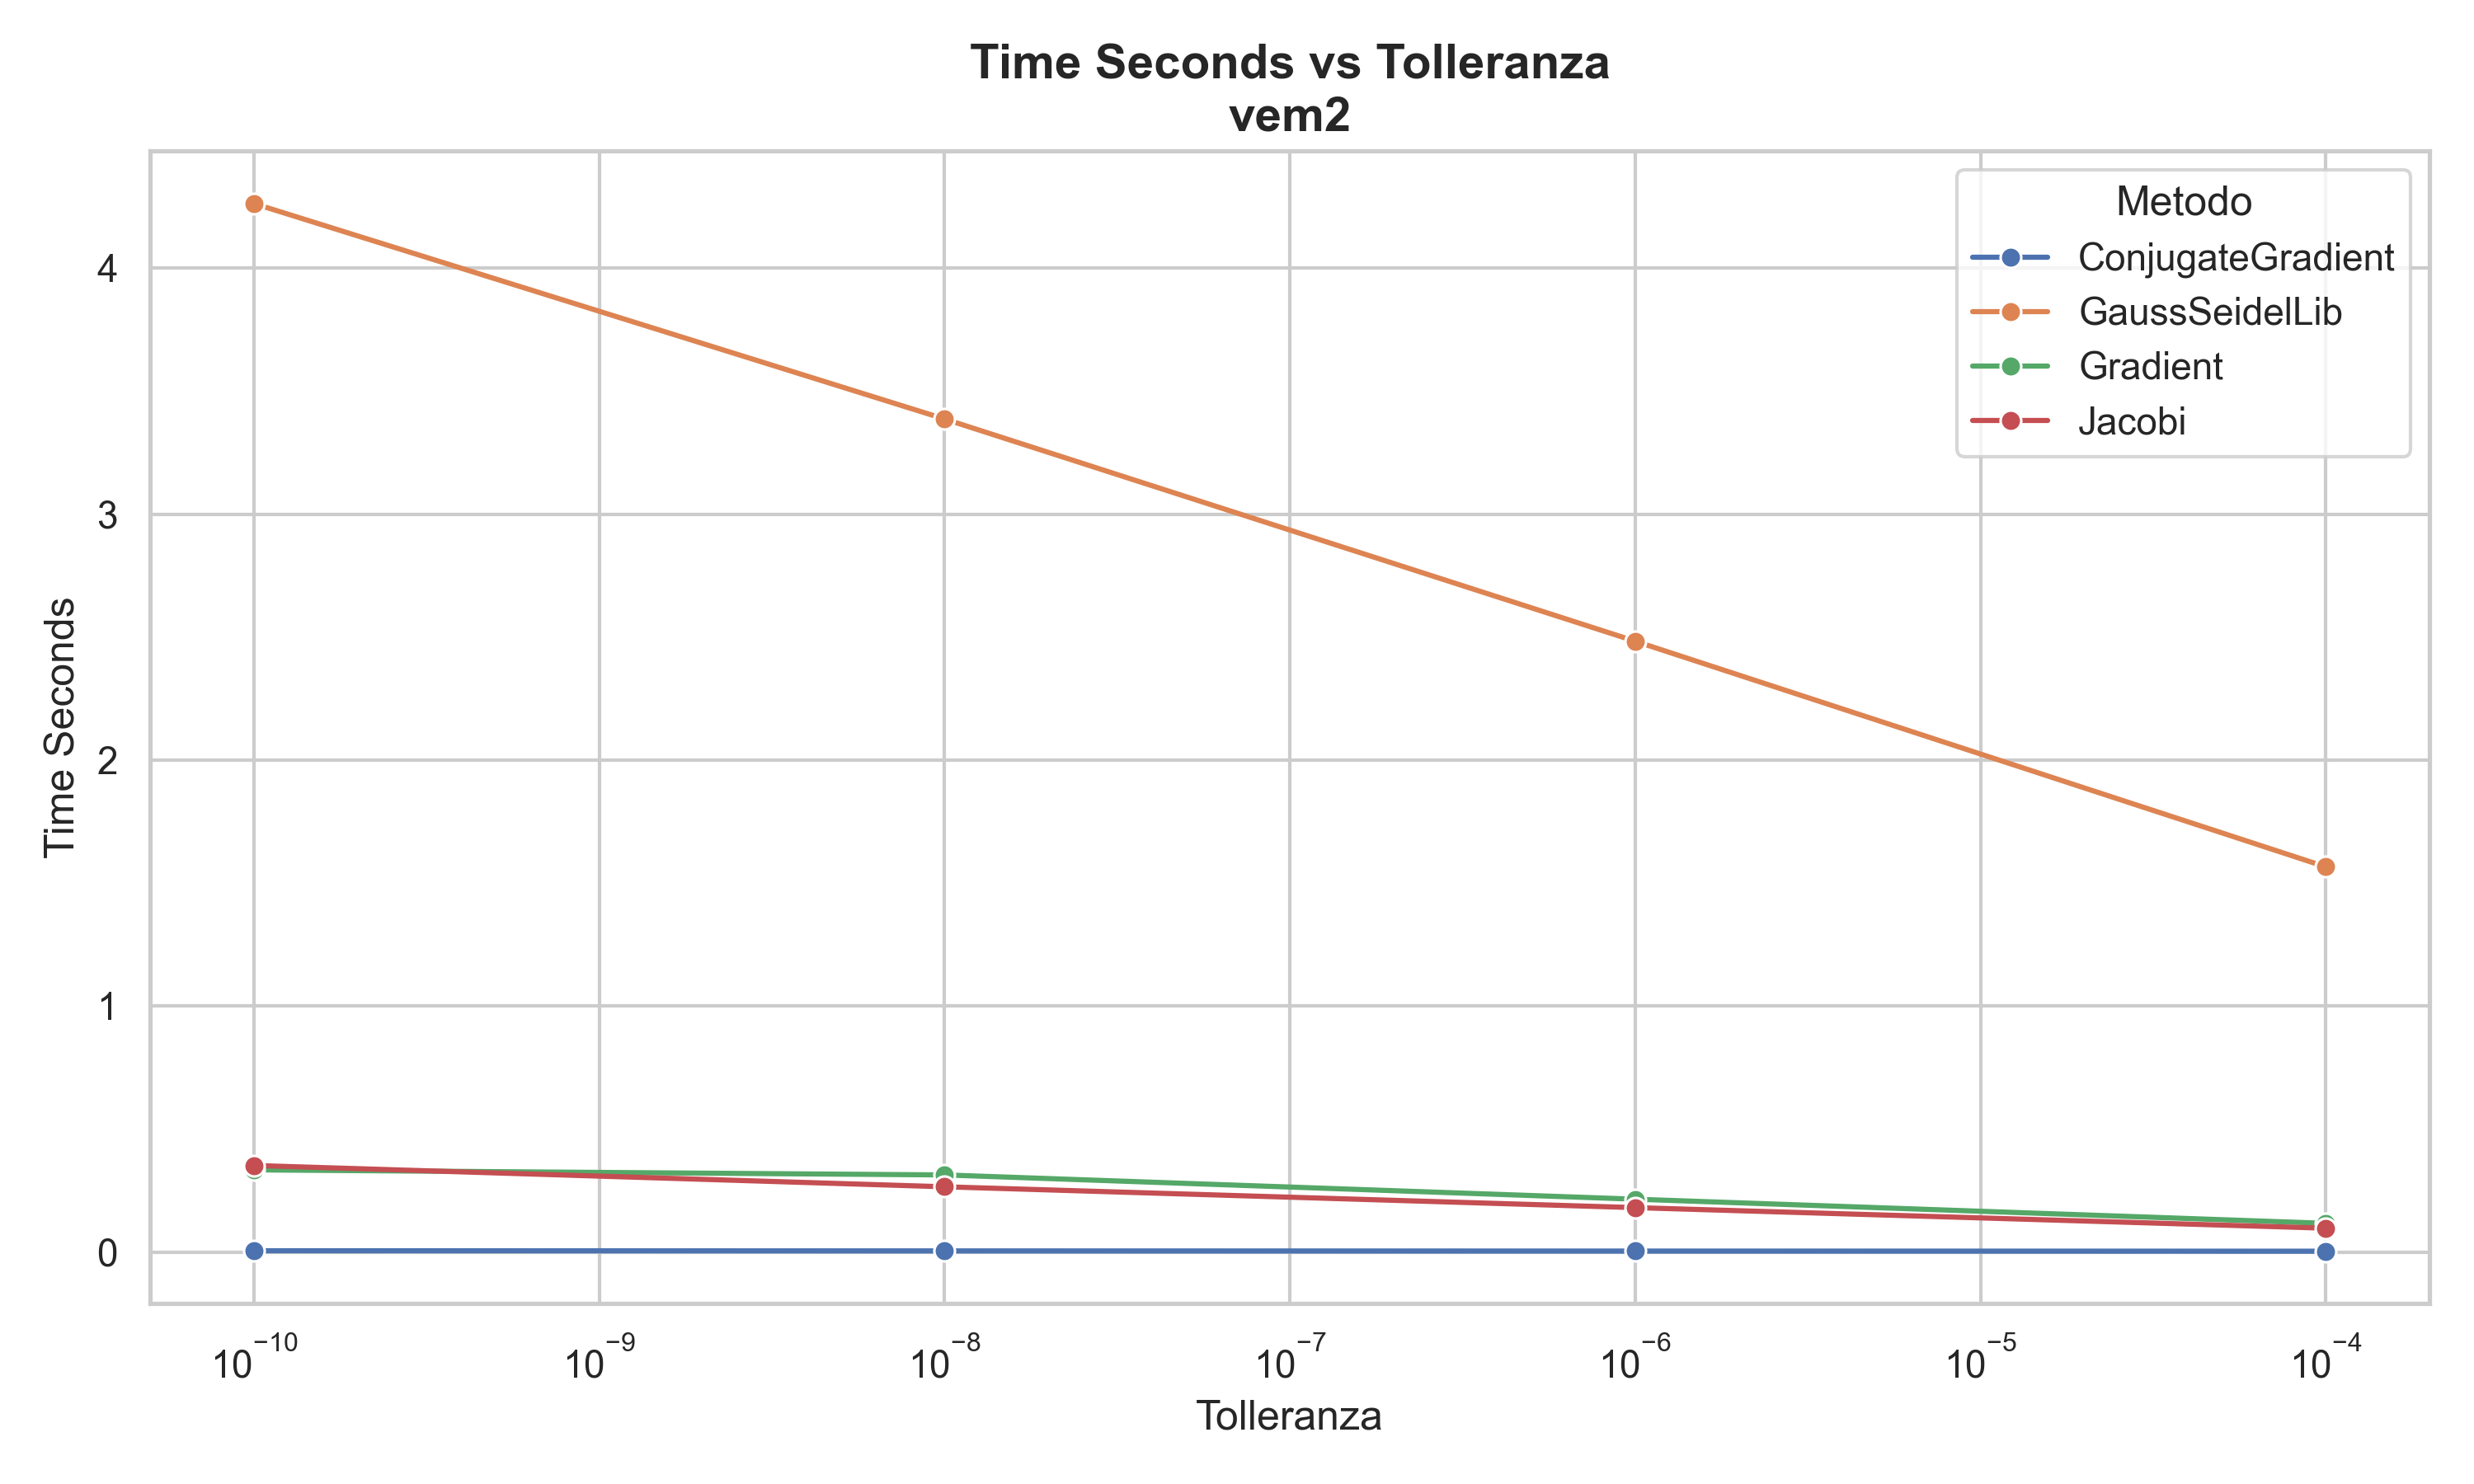 Time Seconds vs Tolleranza
vem2
Metodo
ConjugateGradient
GaussSeidelLib
Gradient
Jacobi
Time Seconds
4
3
2
1
0
10⁻¹⁰ 10⁻⁹ 10⁻⁸ 10⁻⁷ 10⁻⁶ 10⁻⁵ 10⁻⁴
Tolleranza